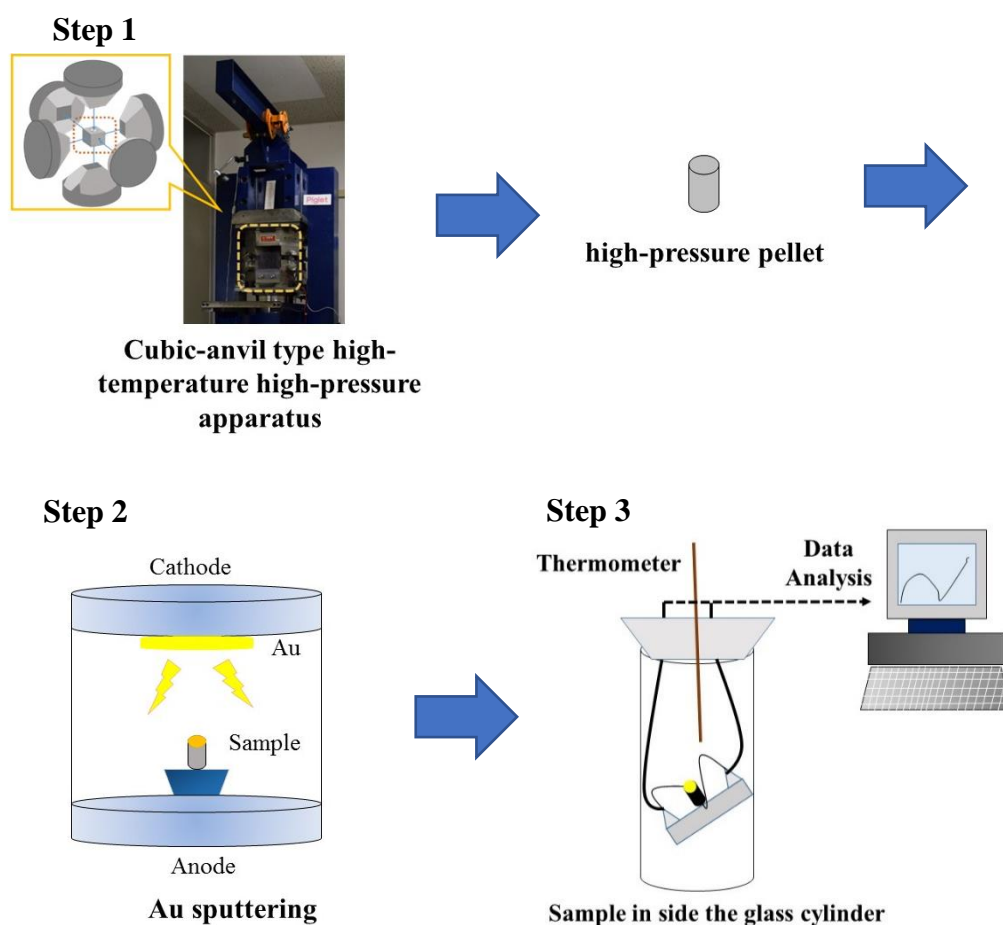 Step 1
Piglet
Cubic-anvil type high-
temperature high-pressure
apparatus
high-pressure pellet
Step 2
Cathode
Au
Sample
Anode
Au sputtering
Step 3
Thermometer
Data
Analysis
Sample in side the glass cylinder